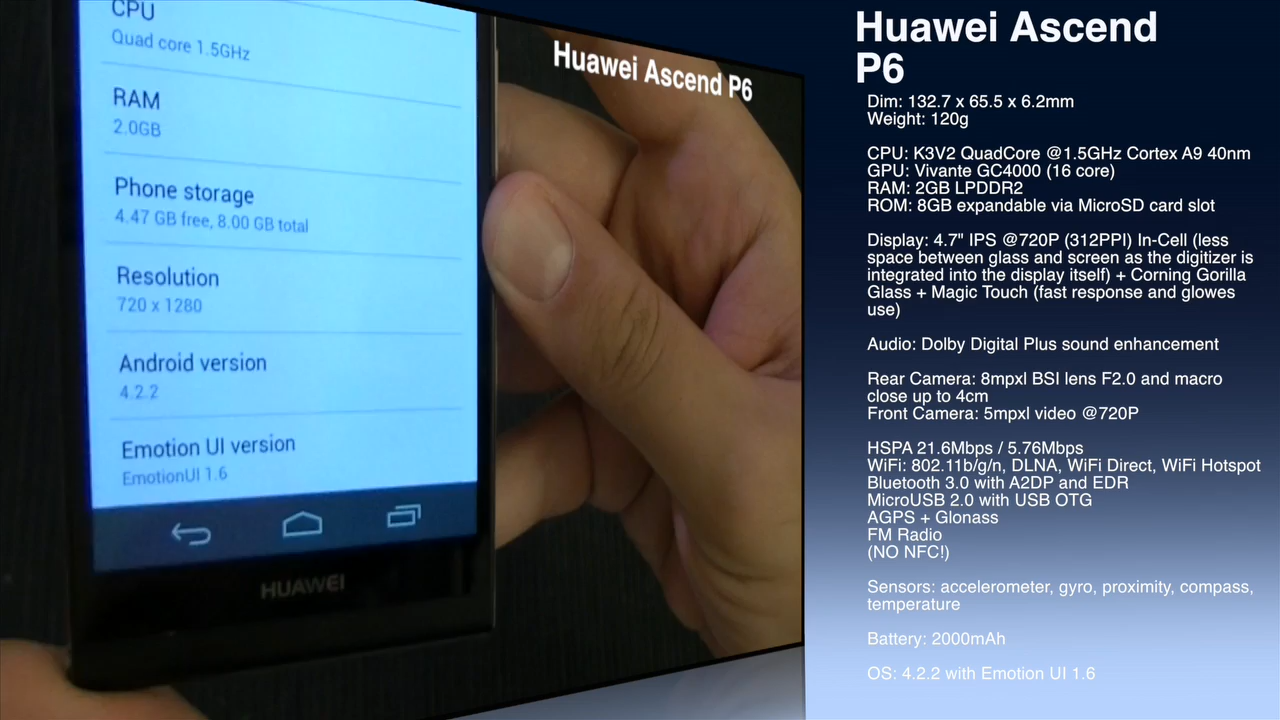 CPU
Quad core 1.5GHz
RAM
2.0GB
Phone storage
4.47 GB free, 8.00 GB total
Resolution
720 x 1280
Android version
4.2.2
Emotion UI version
EmotionUI 1.6
HUAWEI
Huawei Ascend P6
Huawei Ascend
P6
Dim: 132.7 x 65.5 x 6.2mm
Weight: 120g
CPU: K3V2 QuadCore @1.5GHz Cortex A9 40nm
GPU: Vivante GC4000 (16 core)
RAM: 2GB LPDDR2
ROM: 8GB expandable via MicroSD card slot
Display: 4.7" IPS @720P (312PPI) In-Cell (less
space between glass and screen as the digitizer is
integrated into the display itself) + Corning Gorilla
Glass + Magic Touch (fast response and glowes
use)
Audio: Dolby Digital Plus sound enhancement
Rear Camera: 8mpxl BSI lens F2.0 and macro
close up to 4cm
Front Camera: 5mpxl video @720P
HSPA 21.6Mbps / 5.76Mbps
WiFi: 802.11b/g/n, DLNA, WiFi Direct, WiFi Hotspot
Bluetooth 3.0 with A2DP and EDR
MicroUSB 2.0 with USB OTG
AGPS + Glonass
FM Radio
(NO NFC!)
Sensors: accelerometer, gyro, proximity, compass,
temperature
Battery: 2000mAh
OS: 4.2.2 with Emotion UI 1.6